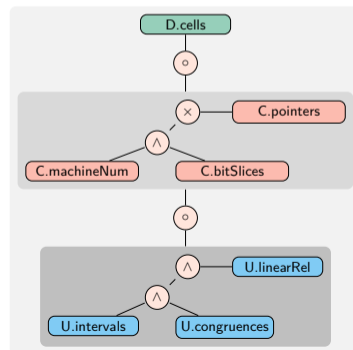 D.cells
∘
×
C.pointers
∧
C.machineNum
C.bitSlices
∘
∧
U.linearRel
∧
U.intervals
U.congruences